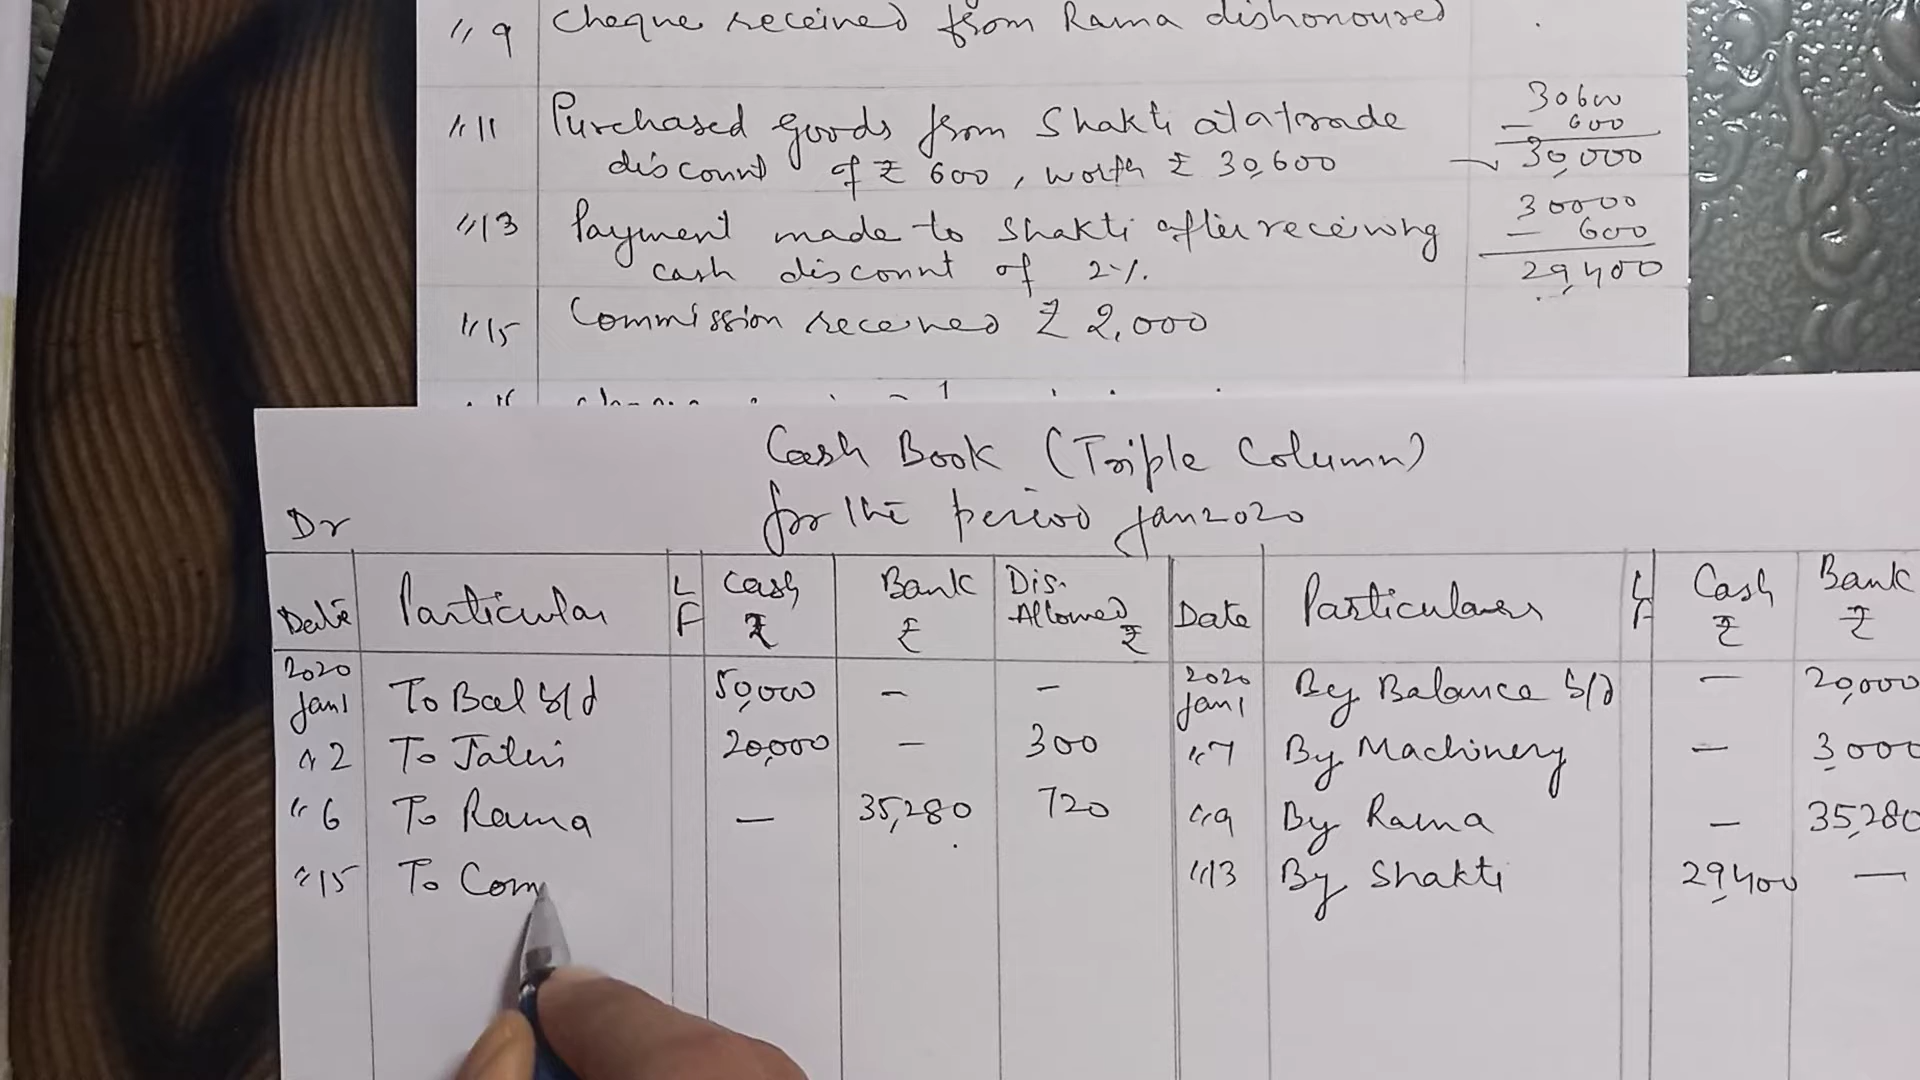 〃 9 Cheque received from Rama dishonoured
〃 11 Purchased goods from Shakti at a trade
discount of ₹ 600, worth ₹ 30,600
30600
- 600
30,000
〃 13 Payment made to Shakti after receiving
cash discount of 2%.
30000
- 600
29,400
〃 15 Commission received ₹ 2,000
Cash Book (Triple Column)
for the period Jan 2020
Dr
Date Particular LF Cash ₹ Bank ₹ Dis. Allowed ₹ Date Particulars LF Cash ₹ Bank ₹
2020 Jan 1 To Bal b/d 50,000 - - 2020 Jan 1 By Balance b/d - 20,000
〃 2 To 20,000 - 300 〃 7 By Machinery - 3,000
〃 6 To Rama - 35,280 720 〃 9 By Rama - 35,280
〃 15 To Com 〃 13 By Shakti 29,400 -